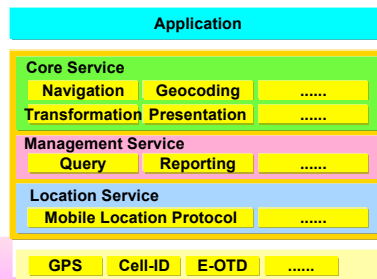 Application
Core Service
Navigation Geocoding ......
Transformation Presentation ......
Management Service
Query Reporting ......
Location Service
Mobile Location Protocol ......
GPS Cell-ID E-OTD ......